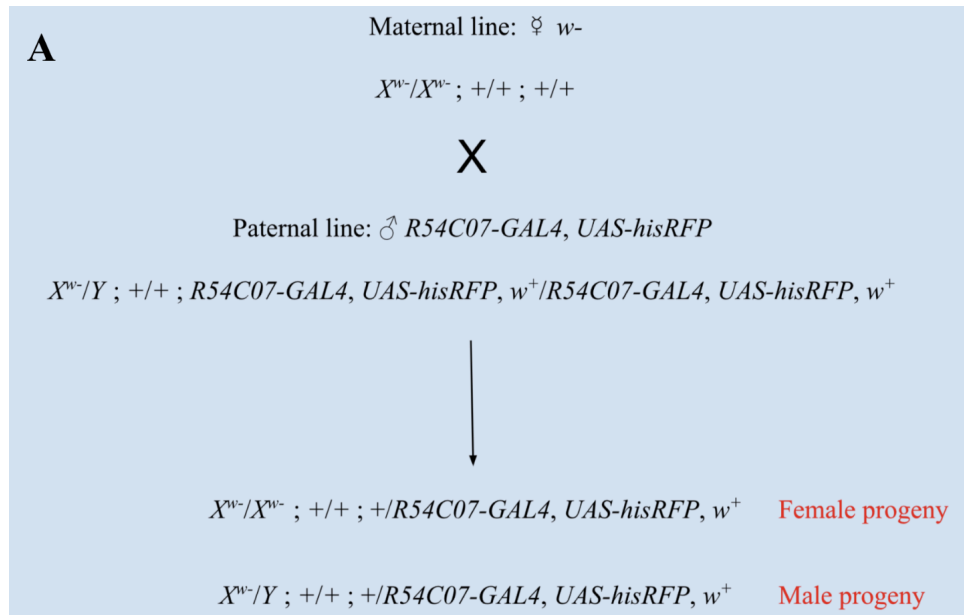 A
Maternal line: ☿ w-
X^w-/X^w- ; +/+ ; +/+
X
Paternal line: ♂ R54C07-GAL4, UAS-hisRFP
X^w-/Y ; +/+ ; R54C07-GAL4, UAS-hisRFP, w^+/R54C07-GAL4, UAS-hisRFP, w^+
X^w-/X^w- ; +/+ ; +/R54C07-GAL4, UAS-hisRFP, w^+ Female progeny
X^w-/Y ; +/+ ; +/R54C07-GAL4, UAS-hisRFP, w^+ Male progeny